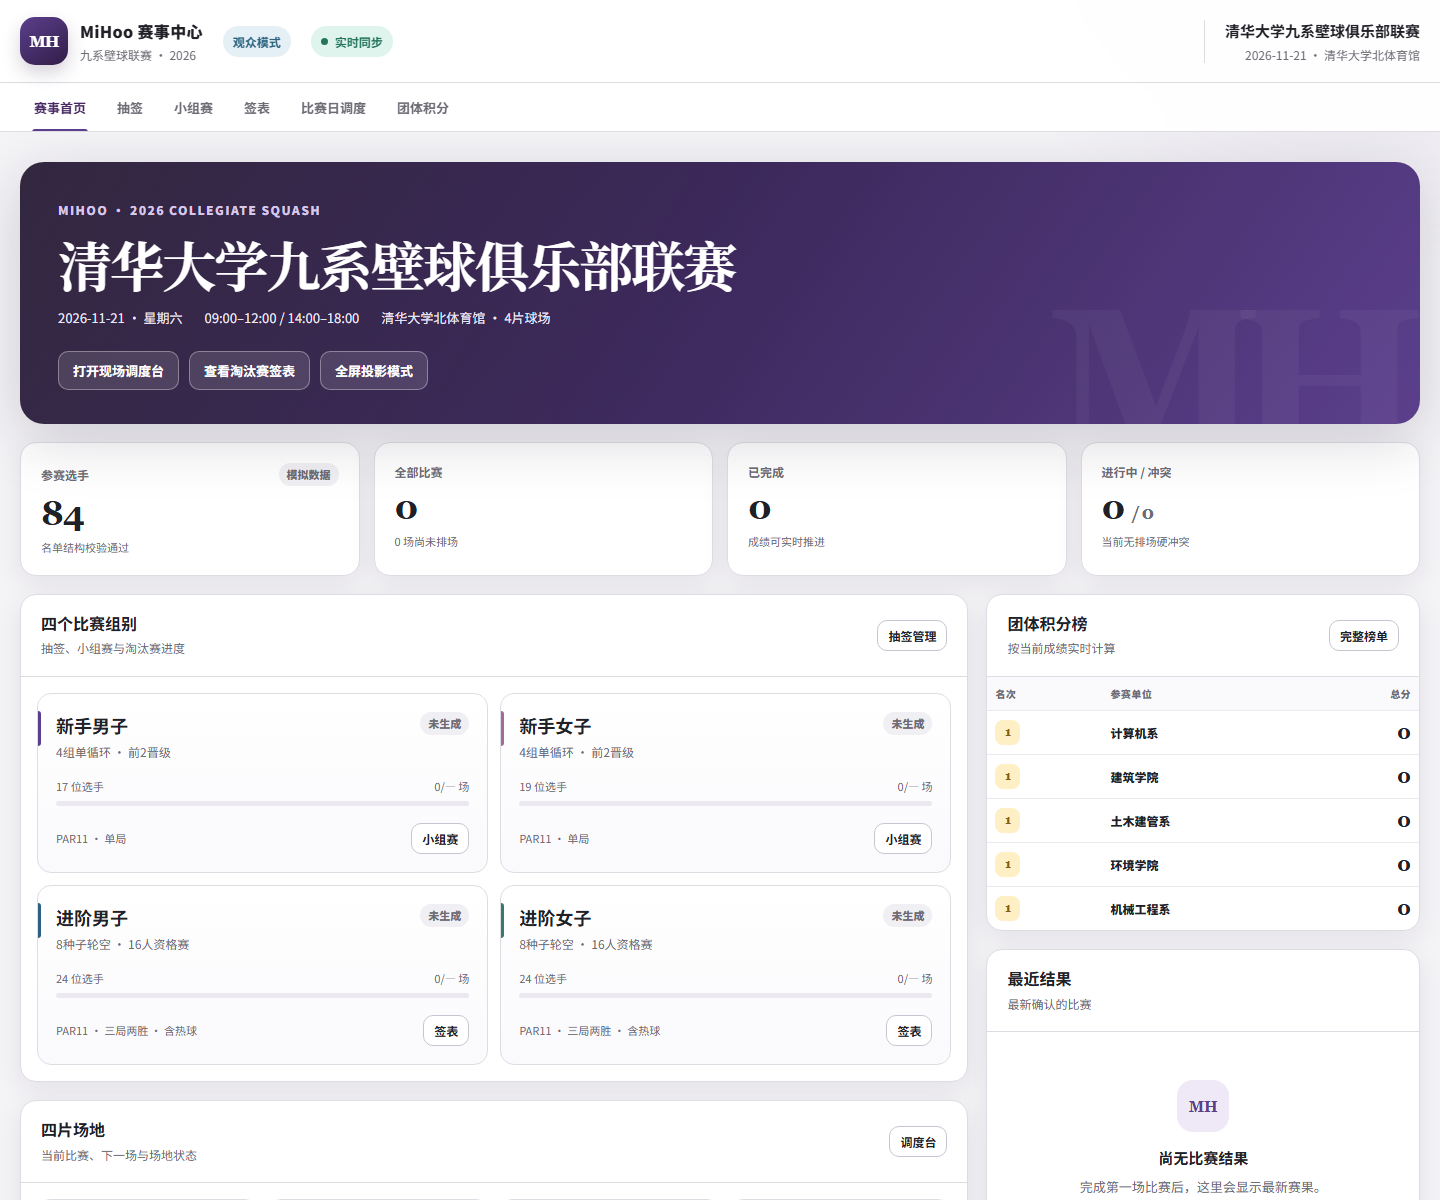 MH
MiHoo 赛事中心
九系壁球联赛 · 2026
观众模式
实时同步
清华大学九系壁球俱乐部联赛
2026-11-21 · 清华大学北体育馆
赛事首页
抽签
小组赛
签表
比赛日调度
团体积分
MIHOO · 2026 COLLEGIATE SQUASH
清华大学九系壁球俱乐部联赛
2026-11-21 · 星期六 09:00–12:00 / 14:00–18:00 清华大学北体育馆 · 4片球场
打开现场调度台
查看淘汰赛签表
全屏投影模式
MH
参赛选手
模拟数据
84
名单结构校验通过
全部比赛
0
0 场尚未排场
已完成
0
成绩可实时推进
进行中 / 冲突
0 / 0
当前无排场硬冲突
四个比赛组别
抽签、小组赛与淘汰赛进度
抽签管理
新手男子
未生成
4组单循环 · 前2晋级
17 位选手
0/— 场
PAR11 · 单局
小组赛
新手女子
未生成
4组单循环 · 前2晋级
19 位选手
0/— 场
PAR11 · 单局
小组赛
进阶男子
未生成
8种子轮空 · 16人资格赛
24 位选手
0/— 场
PAR11 · 三局两胜 · 含热球
签表
进阶女子
未生成
8种子轮空 · 16人资格赛
24 位选手
0/— 场
PAR11 · 三局两胜 · 含热球
签表
四片场地
当前比赛、下一场与场地状态
调度台
团体积分榜
按当前成绩实时计算
完整榜单
名次 参赛单位 总分
1 计算机系 0
1 建筑学院 0
1 土木建管系 0
1 环境学院 0
1 机械工程系 0
最近结果
最新确认的比赛
MH
尚无比赛结果
完成第一场比赛后，这里会显示最新赛果。